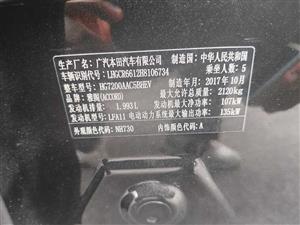 生产厂名：广汽本田汽车有限公司 制造国：中华人民共和国
车辆识别代号：LHGCR6612H8106734 乘坐人数：5
整车型号：HG7200AAC5BHEV 制造年月：2017年10月
品牌：雅阁(ACCORD) 最大允许总质量：2120kg
发动机排量：1.993L 发动机最大净功率：107kW
发动机型号：LFA11 电动动力系统最大输出功率：135kW
外观颜色代码：NH730 内饰颜色代码：A